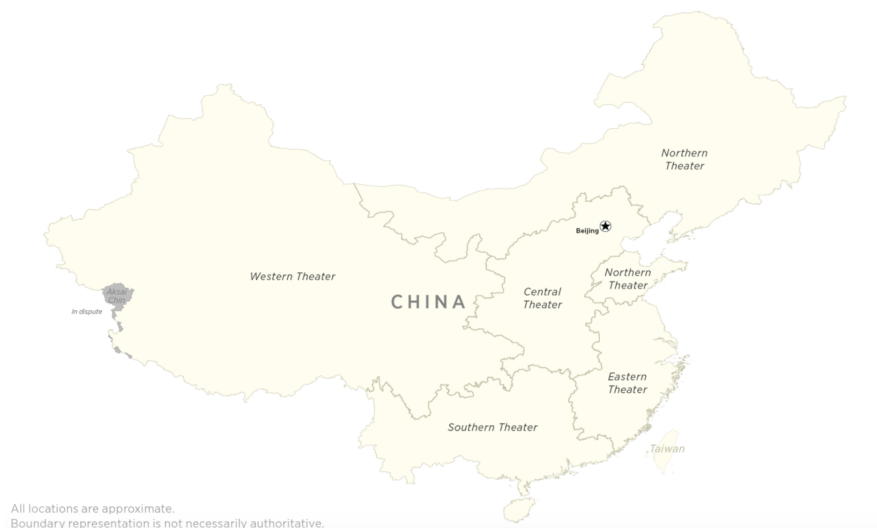 Northern
Theater
Beijing
Western Theater
Northern
Theater
Aksai
Chin
Central
Theater
CHINA
In dispute
Eastern
Theater
Southern Theater
Taiwan
All locations are approximate.
Boundary representation is not necessarily authoritative.